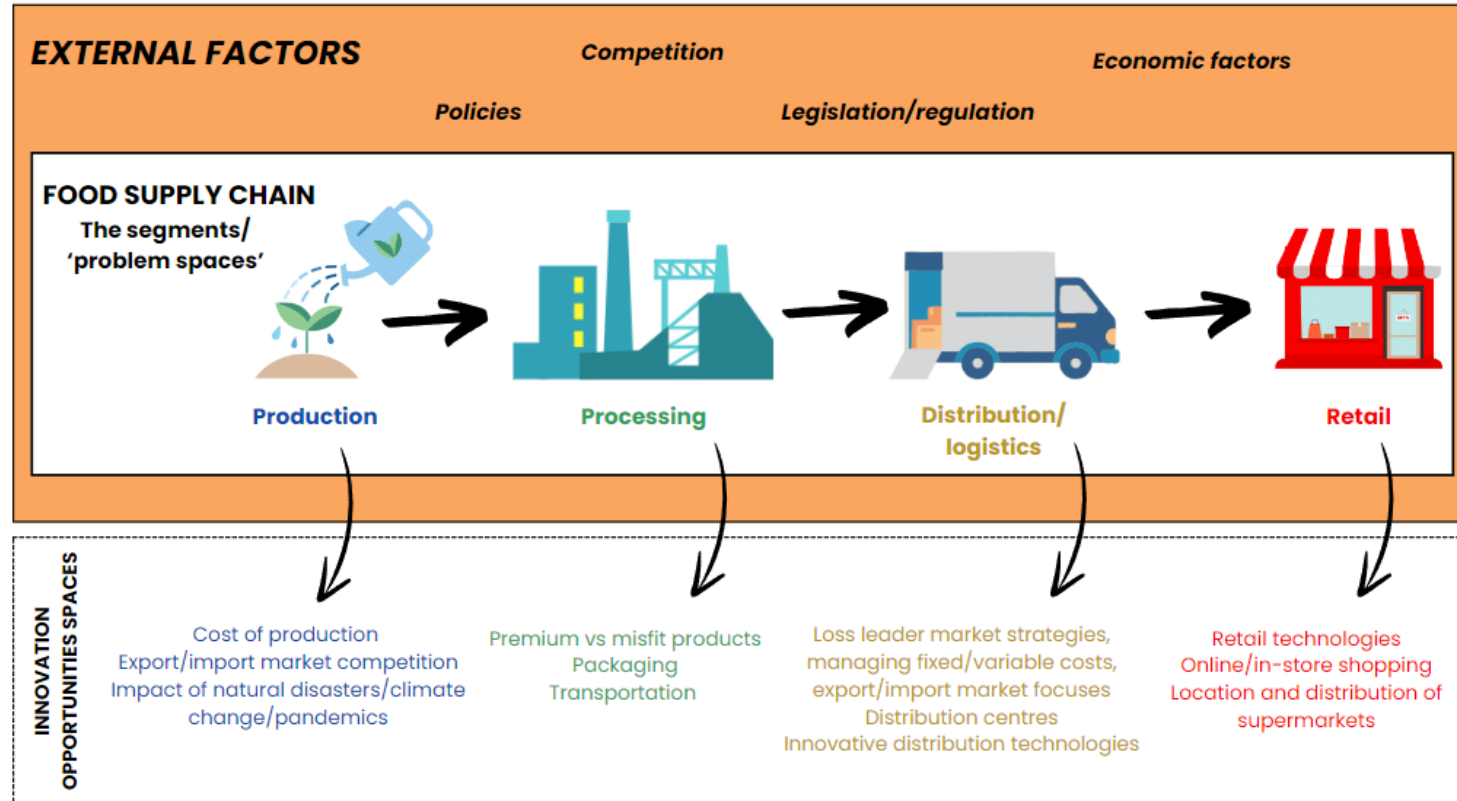 EXTERNAL FACTORS
Competition
Economic factors
Policies
Legislation/regulation
FOOD SUPPLY CHAIN
The segments/
‘problem spaces’
Production
Processing
Distribution/
logistics
Retail
INNOVATION
OPPORTUNITIES SPACES
Cost of production
Export/import market competition
Impact of natural disasters/climate
change/pandemics
Premium vs misfit products
Packaging
Transportation
Loss leader market strategies,
managing fixed/variable costs,
export/import market focuses
Distribution centres
Innovative distribution technologies
Retail technologies
Online/in-store shopping
Location and distribution of
supermarkets